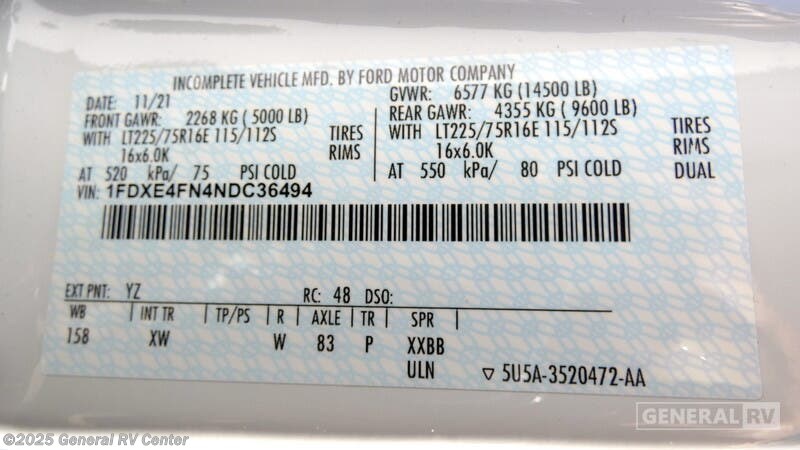 INCOMPLETE VEHICLE MFD. BY FORD MOTOR COMPANY
DATE: 11/21 GVWR: 6577 KG (14500 LB)
FRONT GAWR: 2268 KG ( 5000 LB) REAR GAWR: 4355 KG ( 9600 LB)
WITH LT225/75R16E 115/112S TIRES WITH LT225/75R16E 115/112S TIRES
16x6.0K RIMS 16x6.0K RIMS
AT 520 kPa/ 75 PSI COLD AT 550 kPa/ 80 PSI COLD DUAL
VIN: 1FDXE4FN4NDC36494
EXT PNT: YZ RC: 48 DSO:
WB | INT TR | TP/PS | R | AXLE | TR | SPR |
158 XW W 83 P XXBB
ULN ▽ 5U5A-3520472-AA
GENERAL RV
©2025 General RV Center